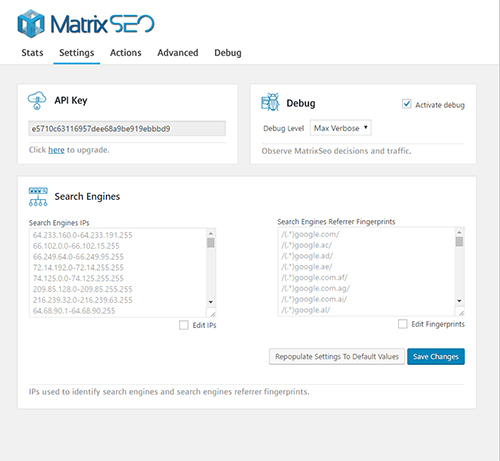 MatrixSEO
Stats Settings Actions Advanced Debug
API Key
e5710c63116957dee68a9be919ebbbd9
Click here to upgrade.
Debug
Activate debug
Debug Level Max Verbose
Observe MatrixSeo decisions and traffic.
Search Engines
Search Engines IPs
64.233.160.0-64.233.191.255
66.102.0.0-66.102.15.255
66.249.64.0-66.249.95.255
72.14.192.0-72.14.255.255
74.125.0.0-74.125.255.255
209.85.128.0-209.85.255.255
216.239.32.0-216.239.63.255
64.68.90.1-64.68.90.255
Edit IPs
Search Engines Referrer Fingerprints
/(.*)google.com/
/(.*)google.ac/
/(.*)google.ad/
/(.*)google.ae/
/(.*)google.com.af/
/(.*)google.com.ag/
/(.*)google.com.ai/
/(.*)google.al/
Edit Fingerprints
Repopulate Settings To Default Values
Save Changes
IPs used to identify search engines and search engines referrer fingerprints.